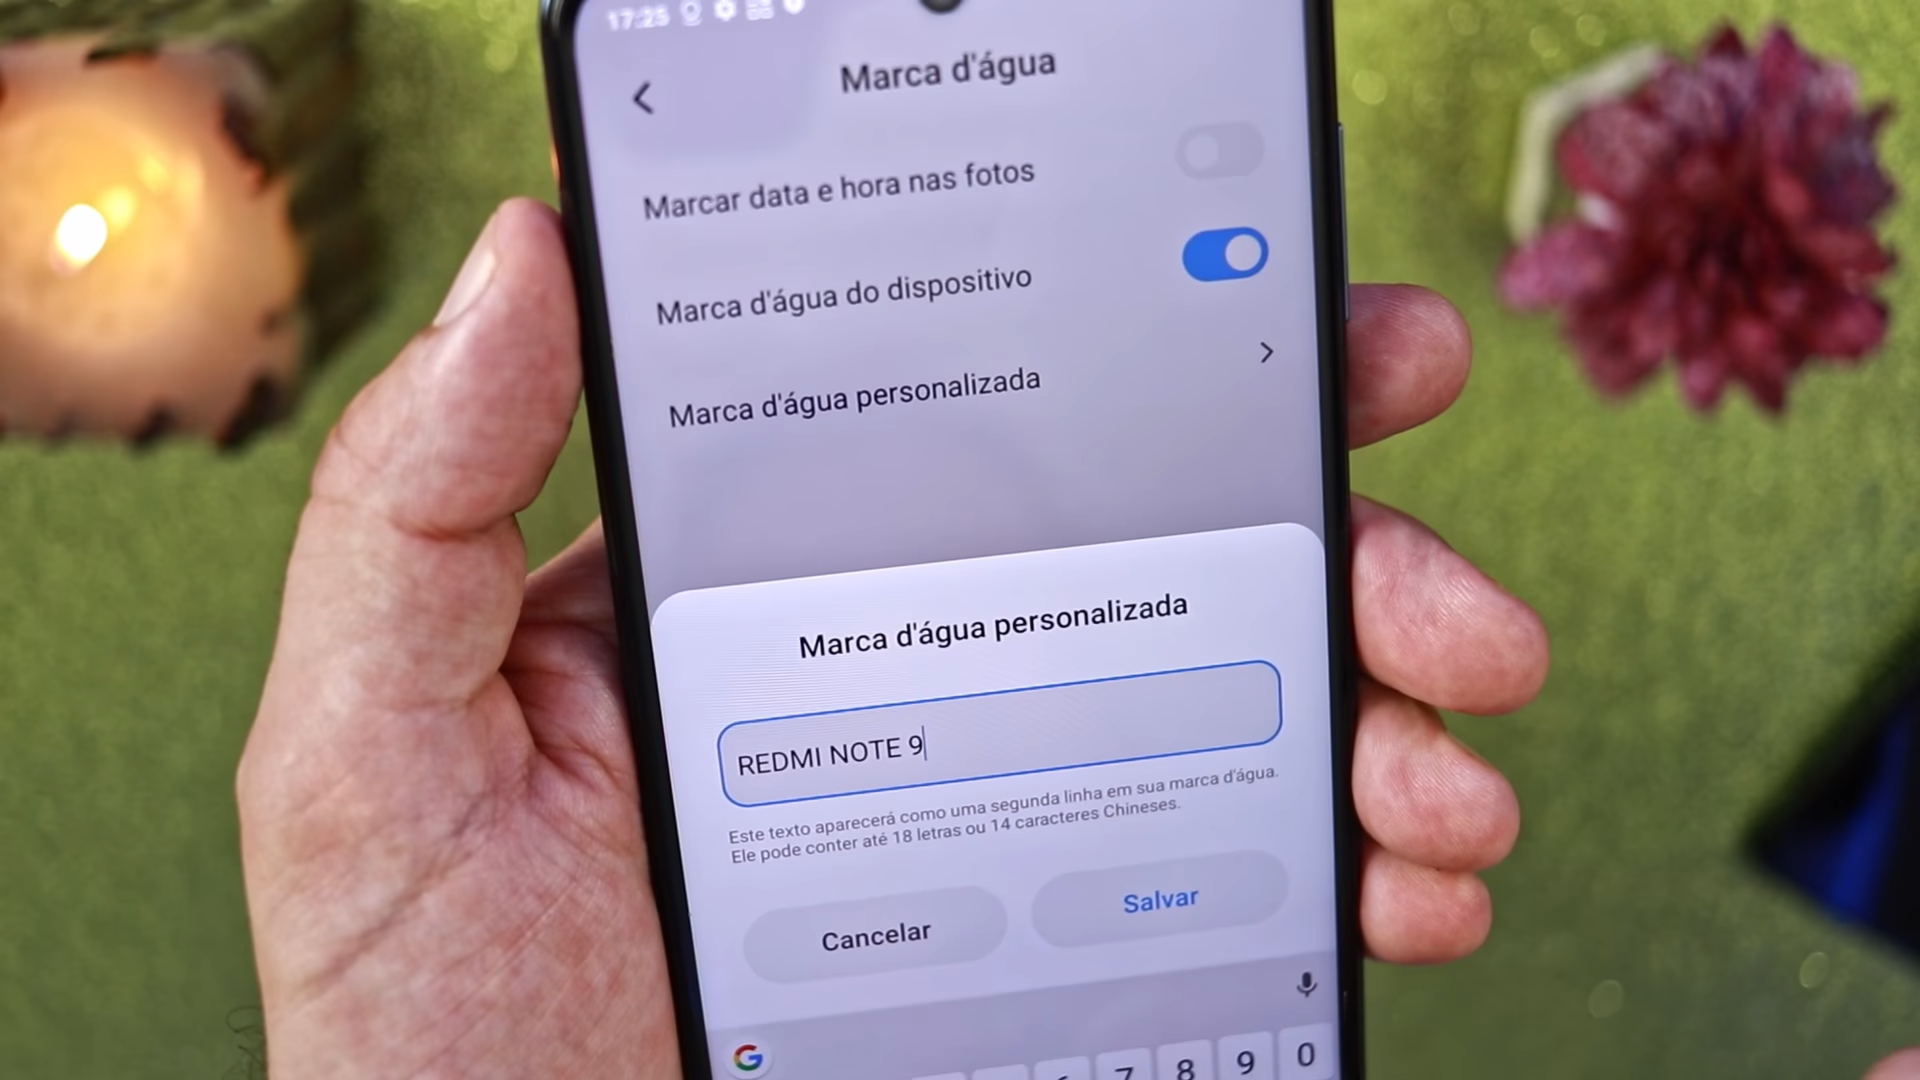 17:25
Marca d'água
Marcar data e hora nas fotos
Marca d'água do dispositivo
Marca d'água personalizada
Marca d'água personalizada
REDMI NOTE 9
Este texto aparecerá como uma segunda linha em sua marca d'água.
Ele pode conter até 18 letras ou 14 caracteres Chineses.
Cancelar
Salvar
G
7 8 9 0